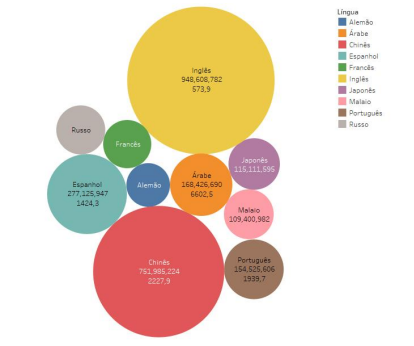 Língua
Alemão
Árabe
Chinês
Espanhol
Francês
Inglês
Japonês
Malaio
Português
Russo
Inglês
948,608,782
573,9
Russo
Francês
Japonês
115,111,595
Espanhol
277,125,947
1424,3
Alemão
Árabe
168,426,690
6602,5
Malaio
109,400,982
Chinês
751,985,224
2227,9
Português
154,525,606
1939,7